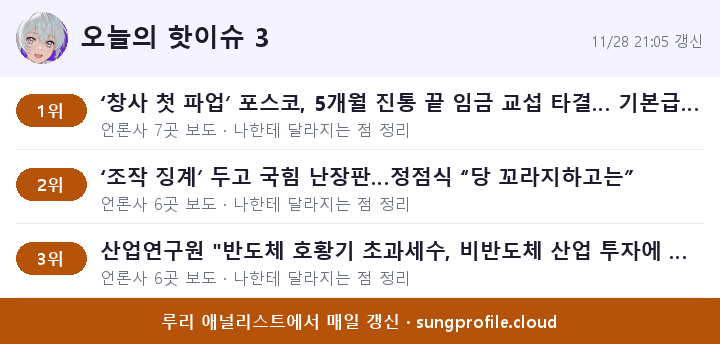 오늘의 핫이슈 3
11/28 21:05 갱신
1위
‘창사 첫 파업’ 포스코, 5개월 진통 끝 임금 교섭 타결… 기본급...
언론사 7곳 보도 · 나한테 달라지는 점 정리
2위
‘조작 징계’ 두고 국힘 난장판…정점식 “당 꼬라지하고는”
언론사 6곳 보도 · 나한테 달라지는 점 정리
3위
산업연구원 "반도체 호황기 초과세수, 비반도체 산업 투자에 ...
언론사 6곳 보도 · 나한테 달라지는 점 정리
루리 애널리스트에서 매일 갱신 · sungprofile.cloud